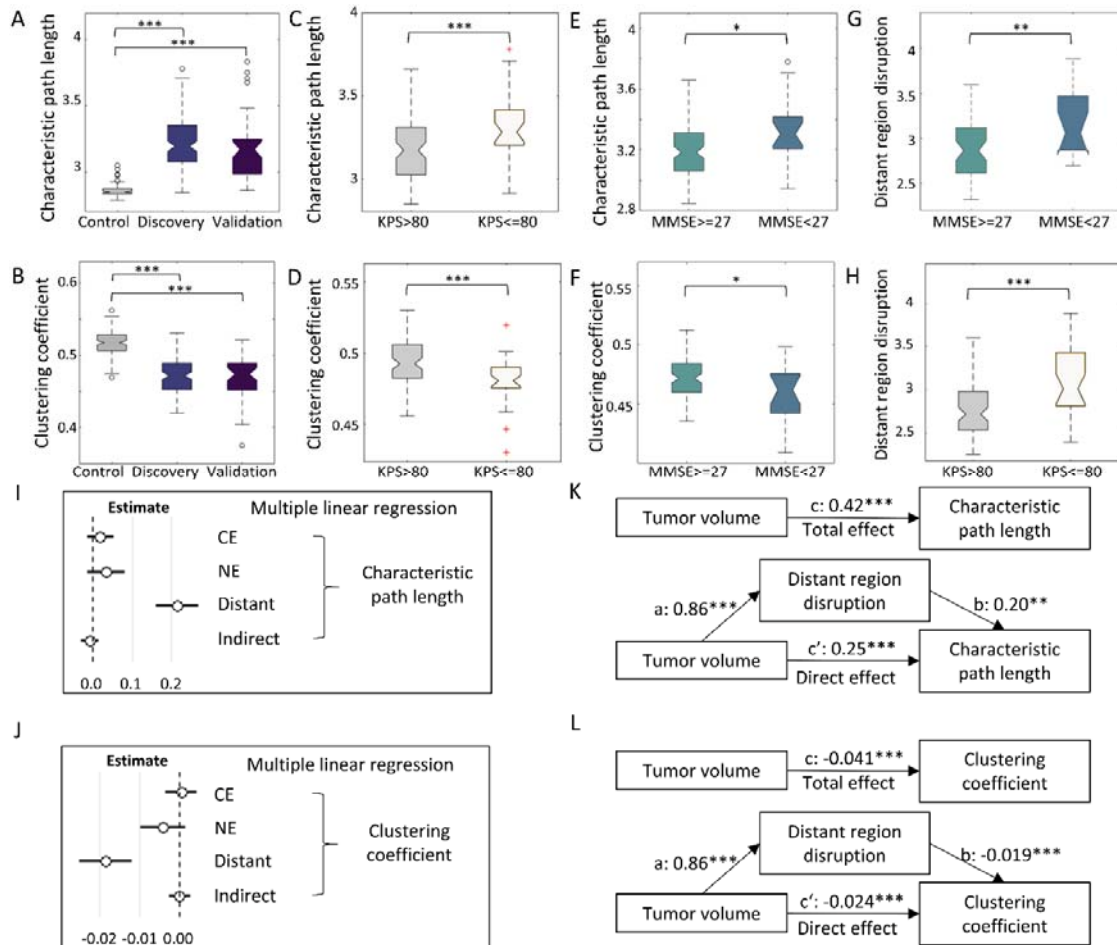 A
Characteristic path length
4
3.5
3
***
***
Control Discovery Validation
C
Characteristic path length
4
3.5
3
***
KPS>80 KPS<=80
E
Characteristic path length
4
3.6
3.2
2.8
*
MMSE>=27 MMSE<27
G
Distant region disruption
4
3.5
3
2.5
**
MMSE>=27 MMSE<27
B
Clustering coefficient
0.6
0.5
0.4
***
***
Control Discovery Validation
D
Clustering coefficient
0.55
0.5
0.45
***
KPS>80 KPS<=80
F
Clustering coefficient
0.55
0.45
*
MMSE>=27 MMSE<27
H
Distant region disruption
4
3.5
3
2.5
***
KPS>80 KPS<=80
I
Estimate Multiple linear regression
CE
NE
Distant
Indirect
Characteristic
path length
0.0 0.1 0.2
K
Tumor volume
c: 0.42***
Total effect
Characteristic
path length
Distant region
disruption
a: 0.86***
b: 0.20**
Tumor volume
c': 0.25***
Direct effect
Characteristic
path length
J
Estimate Multiple linear regression
CE
NE
Distant
Indirect
Clustering
coefficient
-0.02 -0.01 0.00
L
Tumor volume
c: -0.041***
Total effect
Clustering
coefficient
Distant region
disruption
a: 0.86***
b: -0.019***
Tumor volume
c': -0.024***
Direct effect
Clustering
coefficient